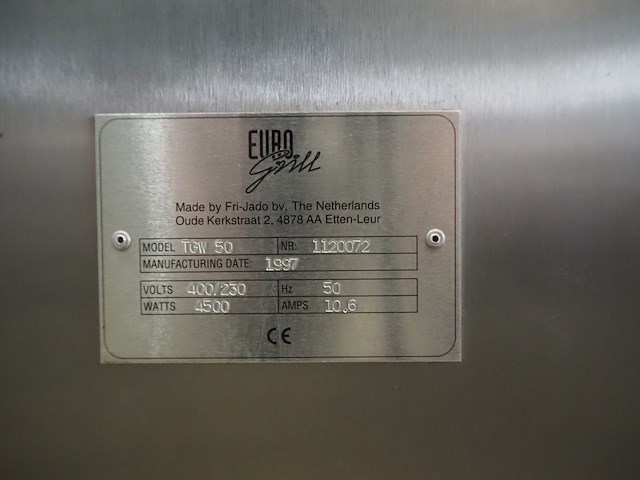 EURO
Grill
Made by Fri-Jado bv, The Netherlands
Oude Kerkstraat 2, 4878 AA Etten-Leur
MODEL TGW 50 NR: 1120072
MANUFACTURING DATE: 1997
VOLTS 400/230 Hz 50
WATTS 4500 AMPS 10,6
CE